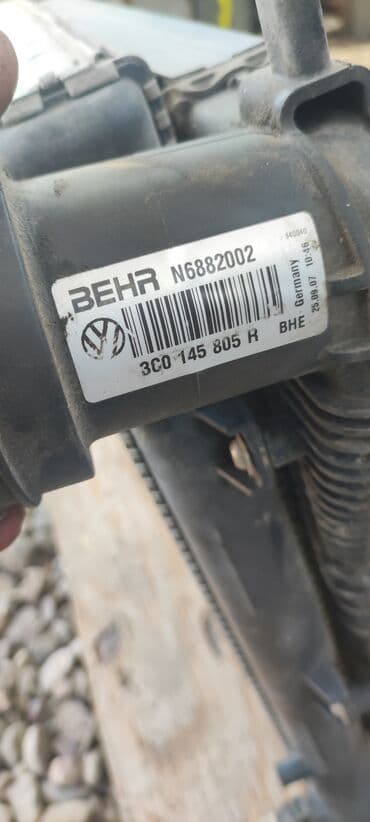 BEHR N6882002
3C0 145 805 R BHE
Germany
25.09.07 10:46